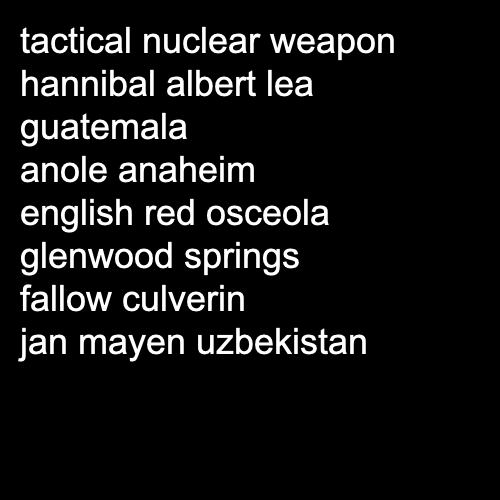 tactical nuclear weapon
hannibal albert lea
guatemala
anole anaheim
english red osceola
glenwood springs
fallow culverin
jan mayen uzbekistan